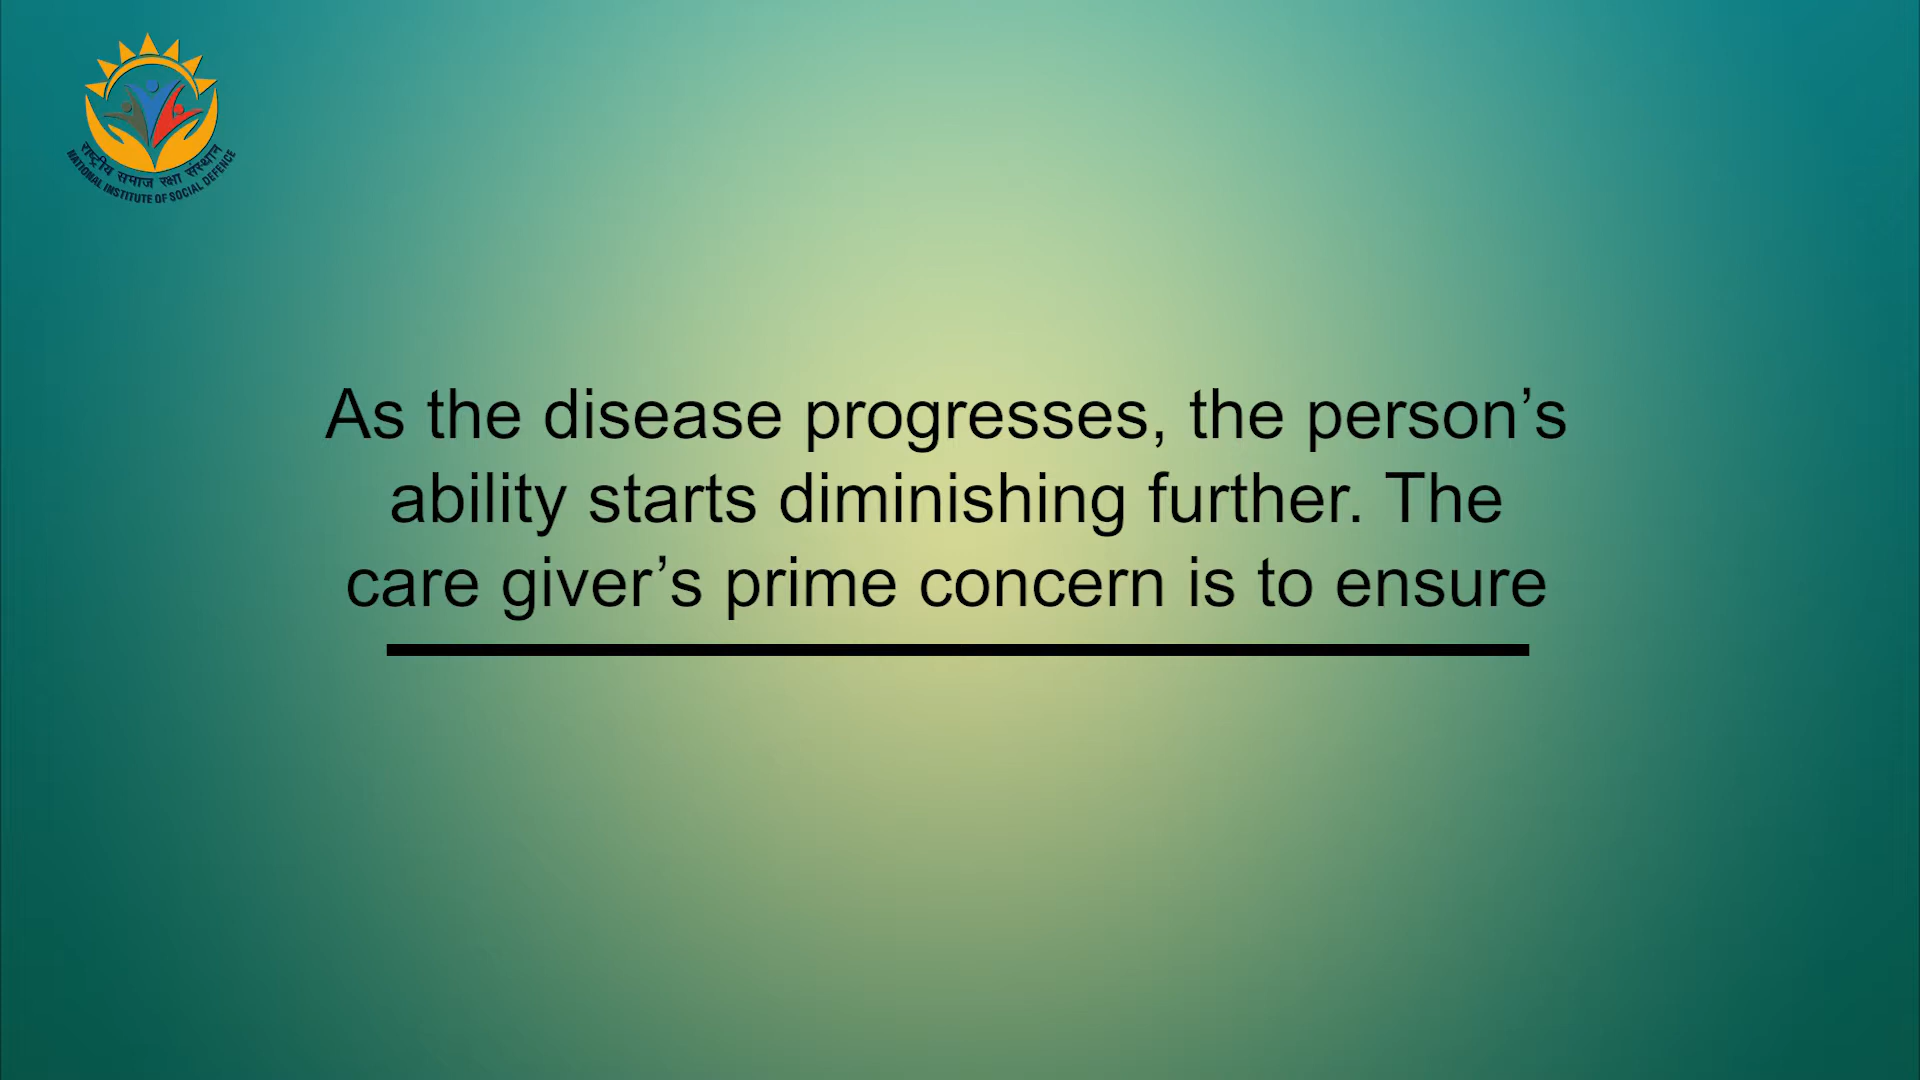 राष्ट्रीय समाज रक्षा संस्थान
NATIONAL INSTITUTE OF SOCIAL DEFENCE
As the disease progresses, the person’s
ability starts diminishing further. The
care giver’s prime concern is to ensure